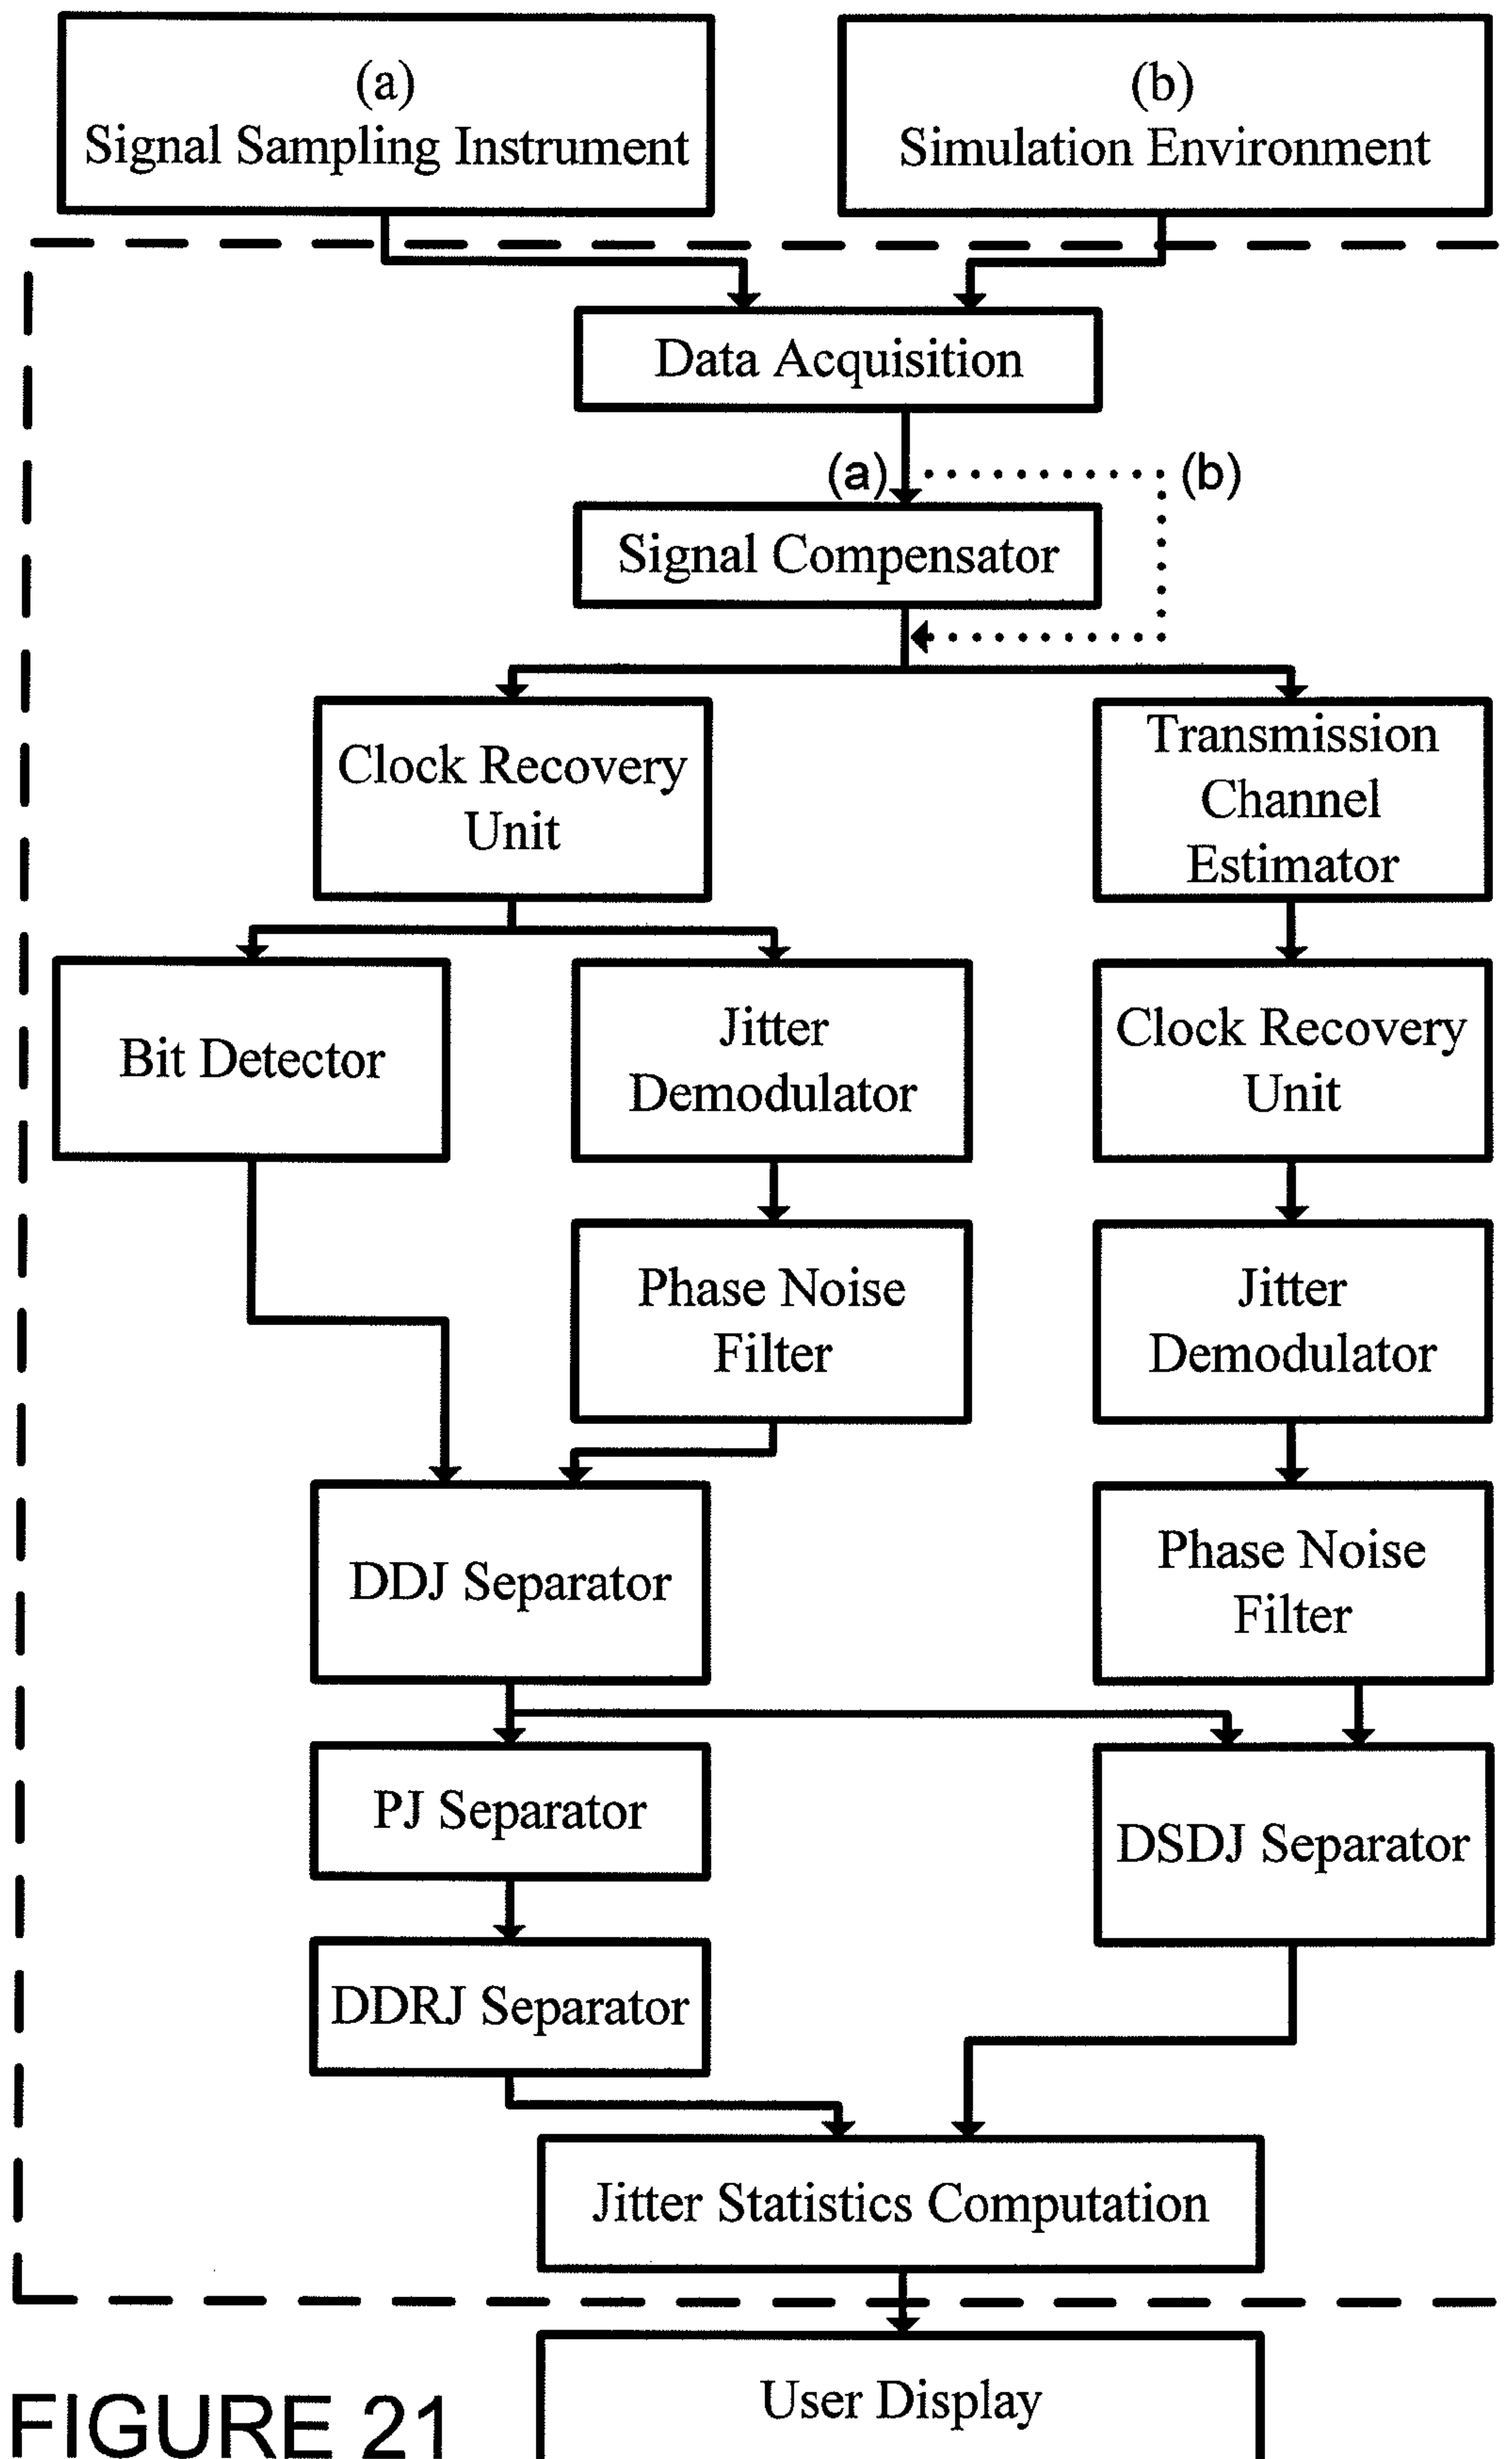 (a)
Signal Sampling Instrument
(b)
Simulation Environment
Data Acquisition
(a)
(b)
Signal Compensator
Clock Recovery
Unit
Transmission
Channel
Estimator
Bit Detector
Jitter
Demodulator
Clock Recovery
Unit
Phase Noise
Filter
Jitter
Demodulator
DDJ Separator
Phase Noise
Filter
PJ Separator
DSDJ Separator
DDRJ Separator
Jitter Statistics Computation
User Display
FIGURE 21